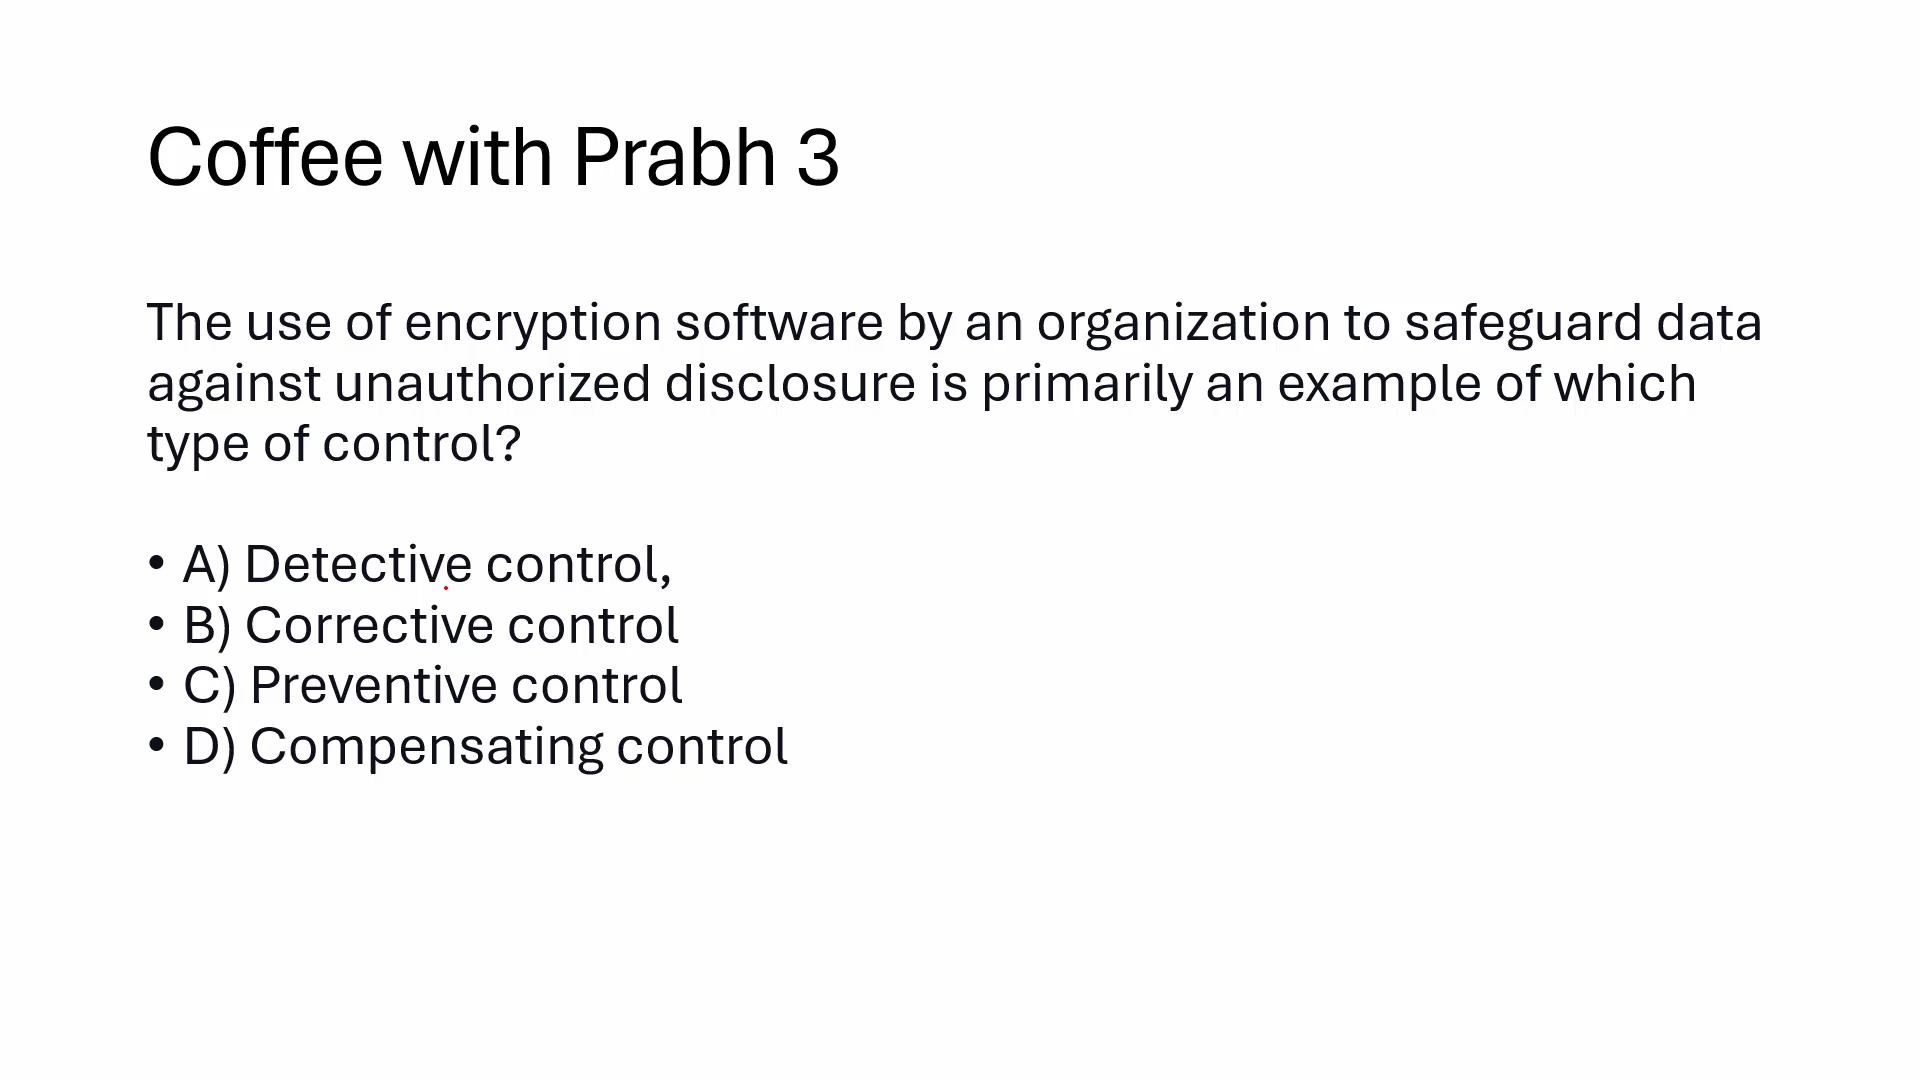 Coffee with Prabh 3
The use of encryption software by an organization to safeguard data
against unauthorized disclosure is primarily an example of which
type of control?
• A) Detective control,
• B) Corrective control
• C) Preventive control
• D) Compensating control